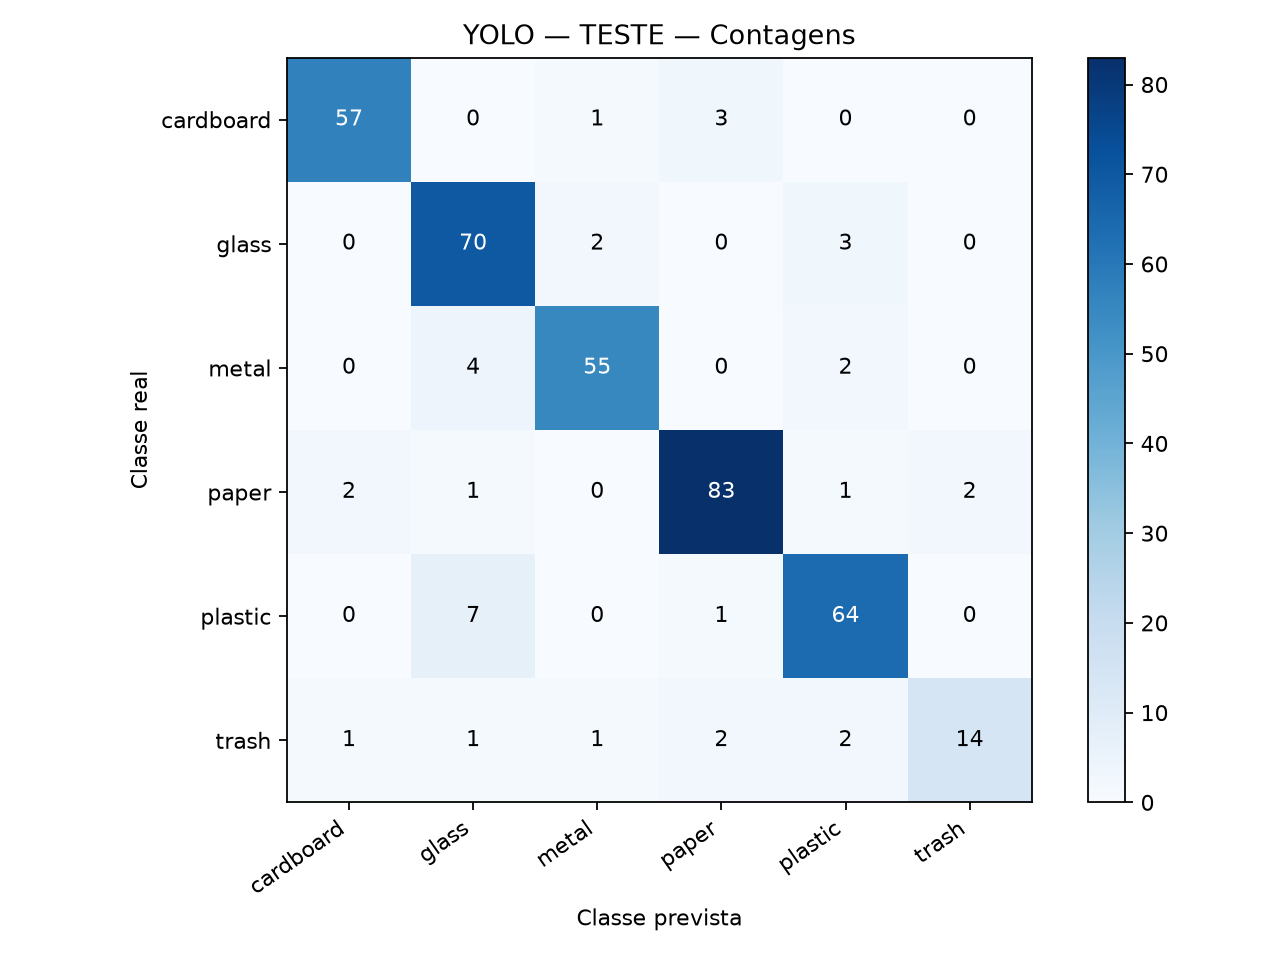 YOLO — TESTE — Contagens
cardboard 57 0 1 3 0 0
glass 0 70 2 0 3 0
metal 0 4 55 0 2 0
paper 2 1 0 83 1 2
plastic 0 7 0 1 64 0
trash 1 1 1 2 2 14
cardboard glass metal paper plastic trash
Classe prevista
Classe real
80
70
60
50
40
30
20
10
0